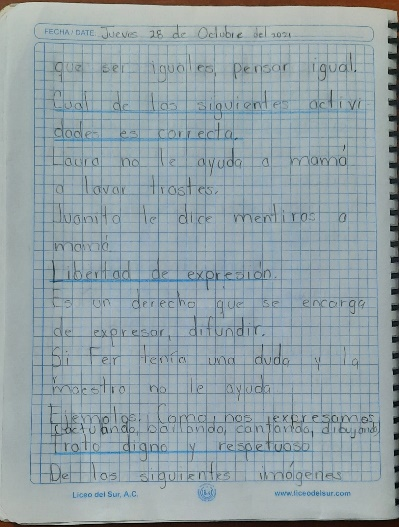 FECHA/DATE Jueves 28 de Octubre del 2021
que ser iguales, pensar igual.
Cual de las siguientes activi
dades es correcta.
Laura no le ayuda a mamá
a lavar trastes.
Juanito le dice mentiras a
mamá
Libertad de expresión.
Es un derecho que se encarga
de expresar, difundir.
Si Fer tenía una duda y la
maestra no le ayuda
Ejemplos: Como nos expresamos
actuando, bailando, cantando, dibujando
Trato digno y respetuoso
De las siguientes imágenes
Liceo del Sur, A.C. www.liceodelsur.com